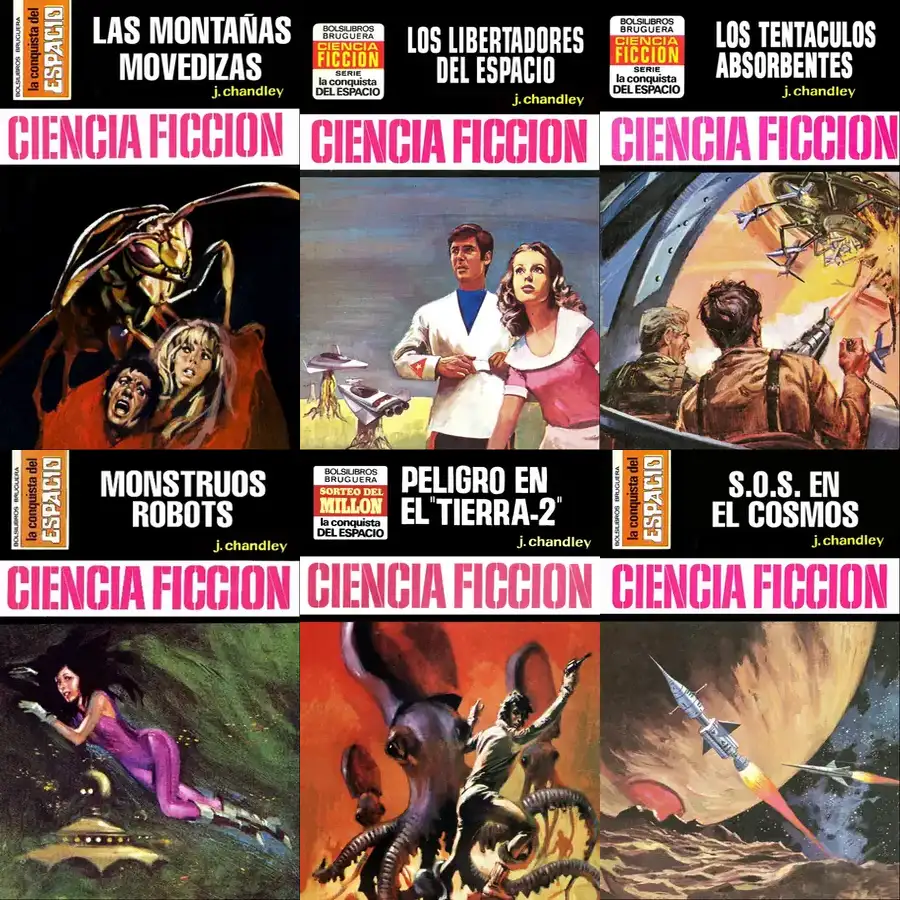 BOLSILIBROS BRUGUERA
la conquista del
ESPACIO
LAS MONTAÑAS
MOVEDIZAS
j.chandley
CIENCIA FICCION
BOLSILIBROS
BRUGUERA
CIENCIA
FICCION
SERIE
la conquista
DEL ESPACIO
LOS LIBERTADORES
DEL ESPACIO
j.chandley
CIENCIA FICCION
BOLSILIBROS
BRUGUERA
CIENCIA
FICCION
SERIE
la conquista
DEL ESPACIO
LOS TENTACULOS
ABSORBENTES
j.chandley
CIENCIA FICCION
BOLSILIBROS BRUGUERA
la conquista del
ESPACIO
MONSTRUOS
ROBOTS
j.chandley
CIENCIA FICCION
BOLSILIBROS
BRUGUERA
SORTEO DEL
MILLON
la conquista
DEL ESPACIO
PELIGRO EN
EL "TIERRA-2"
j.chandley
CIENCIA FICCION
BOLSILIBROS BRUGUERA
la conquista del
ESPACIO
S.O.S. EN
EL COSMOS
j.chandley
CIENCIA FICCION